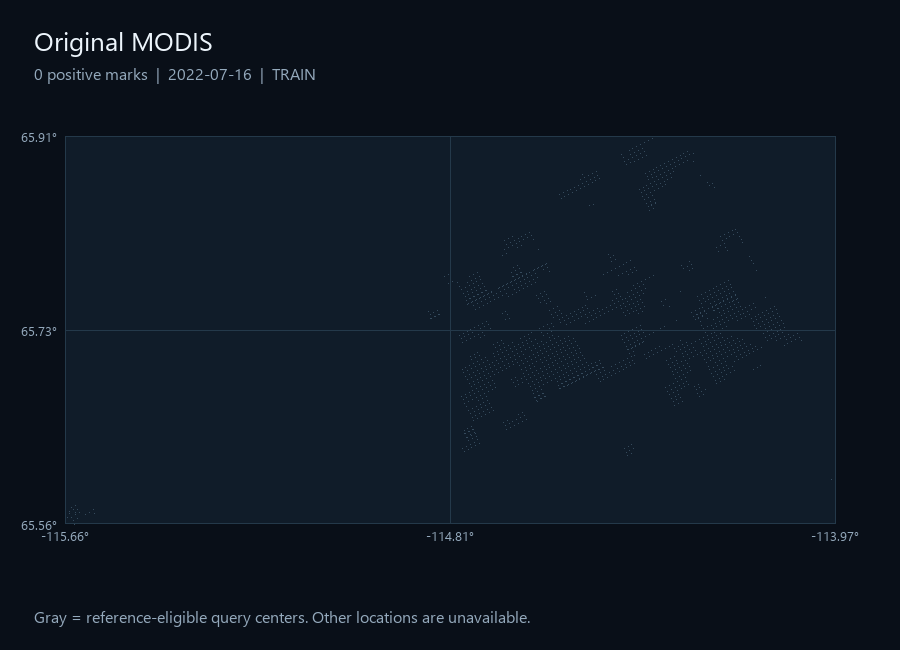 Original MODIS
0 positive marks | 2022-07-16 | TRAIN
65.91°
65.73°
65.56°
-115.66°
-114.81°
-113.97°
Gray = reference-eligible query centers. Other locations are unavailable.